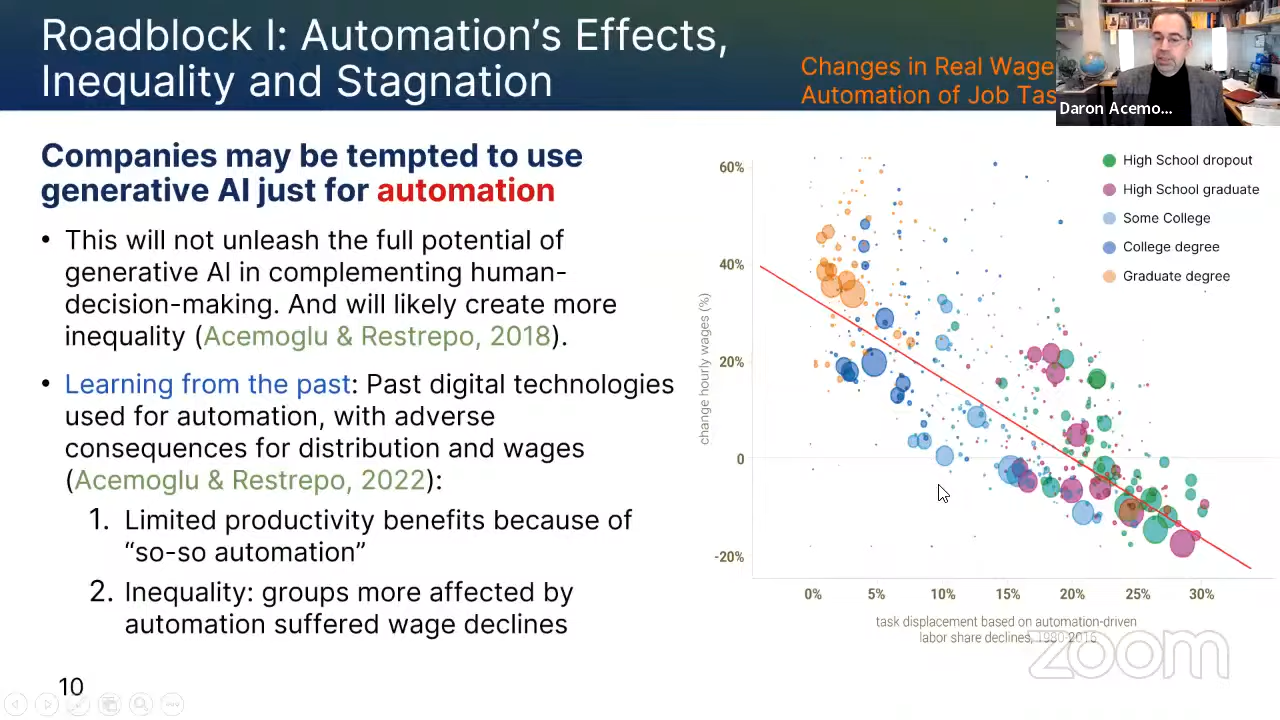 Roadblock I: Automation's Effects,
Inequality and Stagnation
Changes in Real Wage
Automation of Job Tas
Daron Acemo...
Companies may be tempted to use
generative AI just for automation
• This will not unleash the full potential of
generative AI in complementing human-
decision-making. And will likely create more
inequality (Acemoglu & Restrepo, 2018).
• Learning from the past: Past digital technologies
used for automation, with adverse
consequences for distribution and wages
(Acemoglu & Restrepo, 2022):
1. Limited productivity benefits because of
“so-so automation”
2. Inequality: groups more affected by
automation suffered wage declines
10
High School dropout
High School graduate
Some College
College degree
Graduate degree
change hourly wages (%)
60%
40%
20%
0
-20%
0% 5% 10% 15% 20% 25% 30%
task displacement based on automation-driven
labor share declines, 1980-2016
zoom